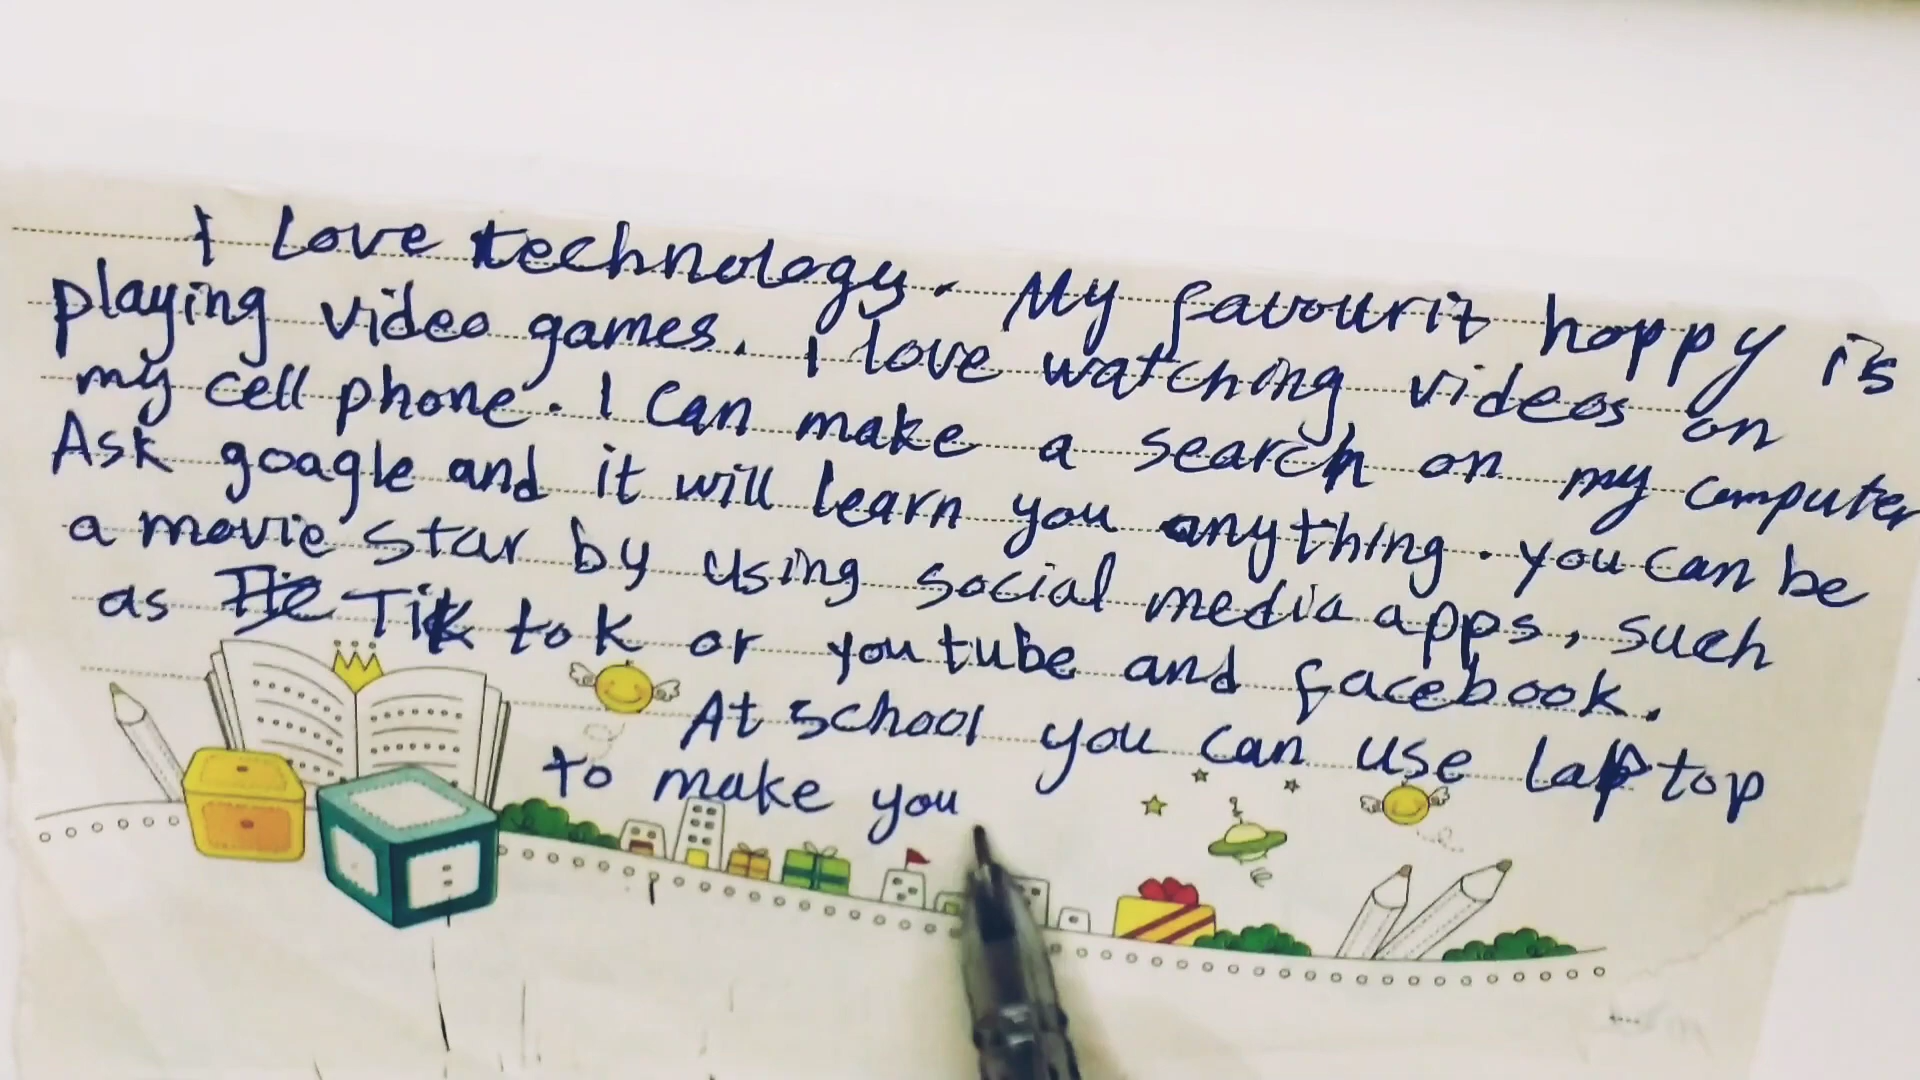 I love technology. My favourit hoppy is
playing video games. I love watching videos on
my cell phone. I can make a search on my computer
Ask goagle and it will learn you anything. you can be
a movie star by using social media apps, such
as Tik tok or youtube and facebook.
At school you can use laptop
to make you